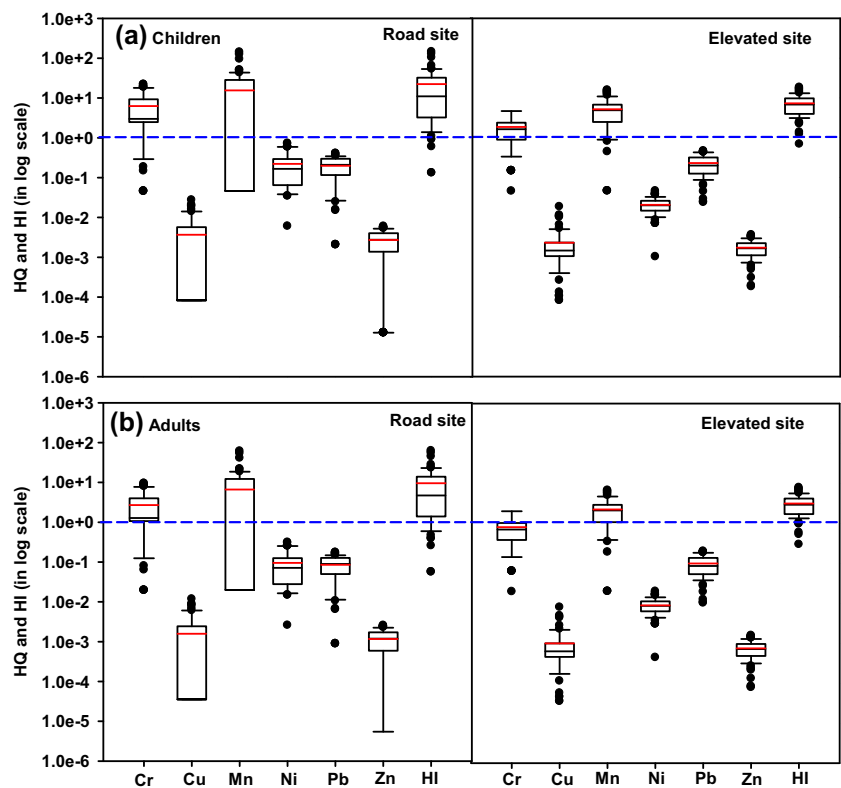 (a) Children Road site Elevated site
HQ and HI (in log scale)
1.0e+3
1.0e+2
1.0e+1
1.0e+0
1.0e-1
1.0e-2
1.0e-3
1.0e-4
1.0e-5
1.0e-6
(b) Adults Road site Elevated site
HQ and HI (in log scale)
1.0e+3
1.0e+2
1.0e+1
1.0e+0
1.0e-1
1.0e-2
1.0e-3
1.0e-4
1.0e-5
1.0e-6
Cr Cu Mn Ni Pb Zn HI Cr Cu Mn Ni Pb Zn HI